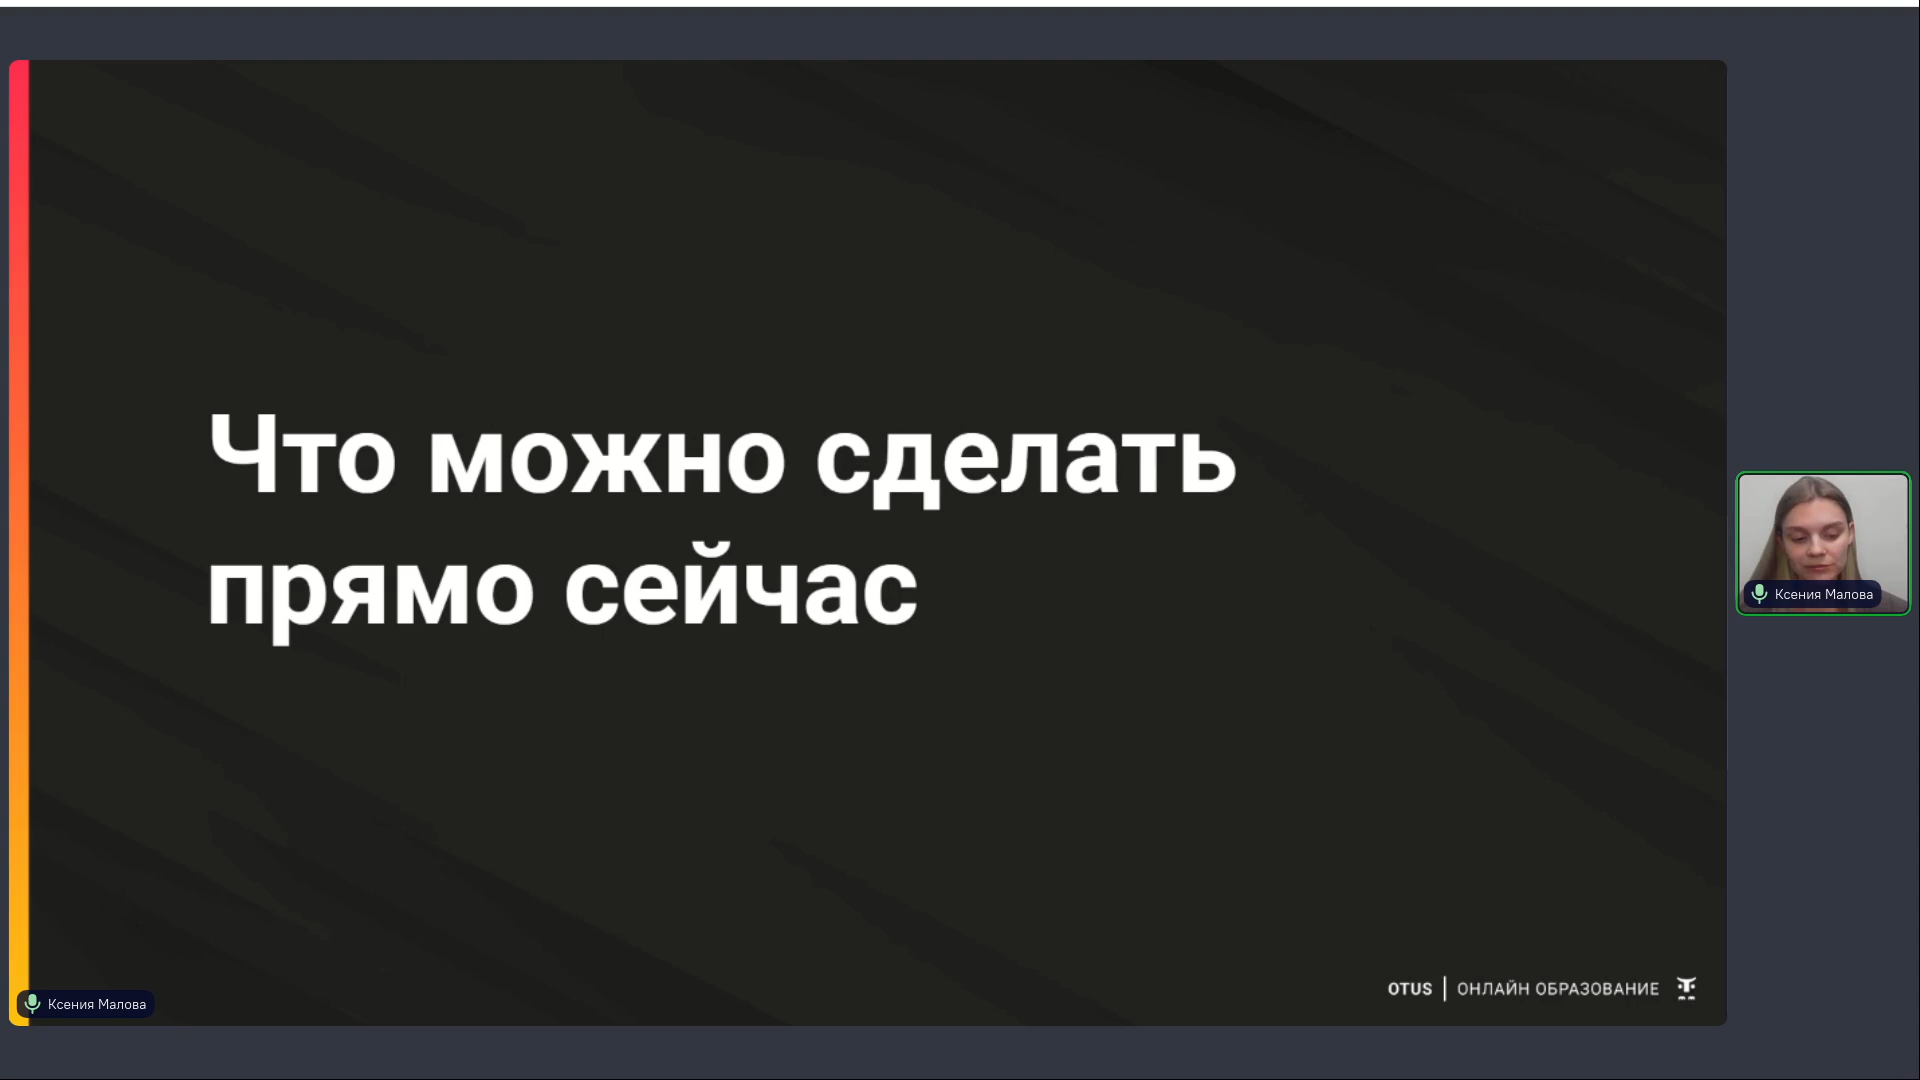 Что можно сделать
прямо сейчас
Ксения Малова
OTUS | ОНЛАЙН ОБРАЗОВАНИЕ
Ксения Малова